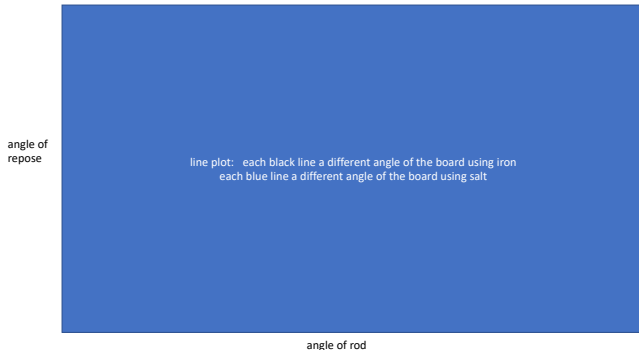 angle of
repose
line plot:   each black line a different angle of the board using iron
each blue line a different angle of the board using salt
angle of rod